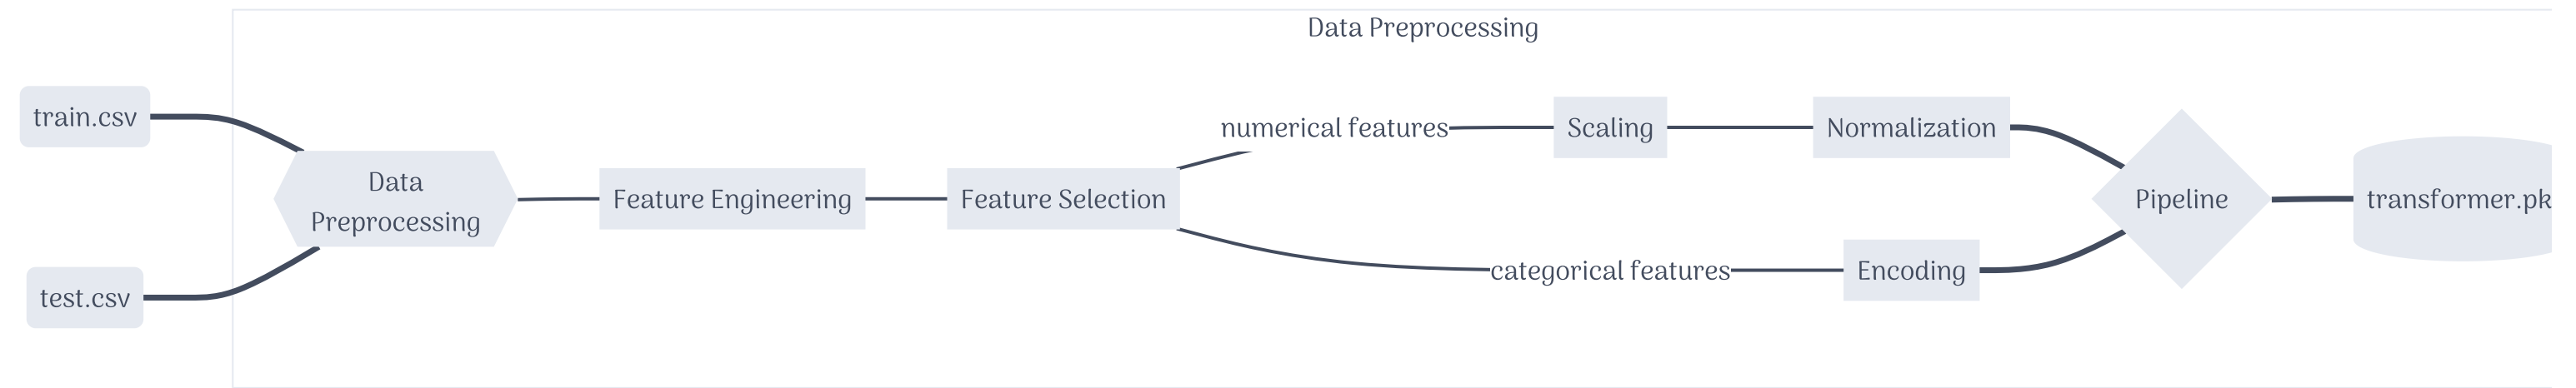 Data Preprocessing
train.csv
test.csv
Data
Preprocessing
Feature Engineering
Feature Selection
numerical features
Scaling
Normalization
categorical features
Encoding
Pipeline
transformer.pk